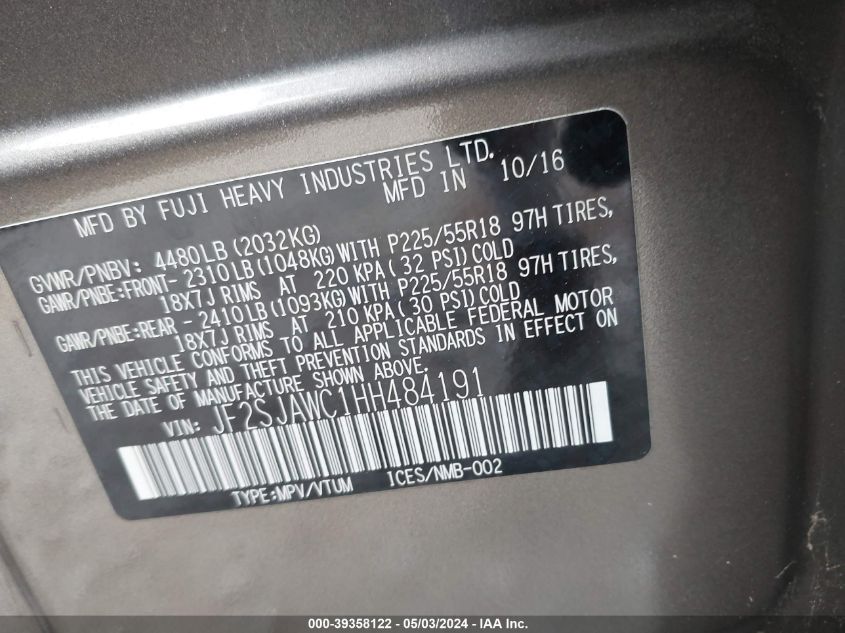 MFD BY FUJI HEAVY INDUSTRIES LTD.
MFD IN 10/16
GVWR/PNBV: 4480LB(2032KG)
GAWR/PNBE:FRONT- 2310LB(1048KG)WITH P225/55R18 97H TIRES,
18X7J RIMS AT 220 KPA(32 PSI)COLD
GAWR/PNBE:REAR - 2410LB(1093KG)WITH P225/55R18 97H TIRES,
18X7J RIMS AT 210 KPA(30 PSI)COLD
THIS VEHICLE CONFORMS TO ALL APPLICABLE FEDERAL MOTOR
VEHICLE SAFETY AND THEFT PREVENTION STANDARDS IN EFFECT ON
THE DATE OF MANUFACTURE SHOWN ABOVE.
VIN: JF2SJAWC1HH484191
TYPE:MPV/VTUM ICES/NMB-002
000-39358122 - 05/03/2024 - IAA Inc.